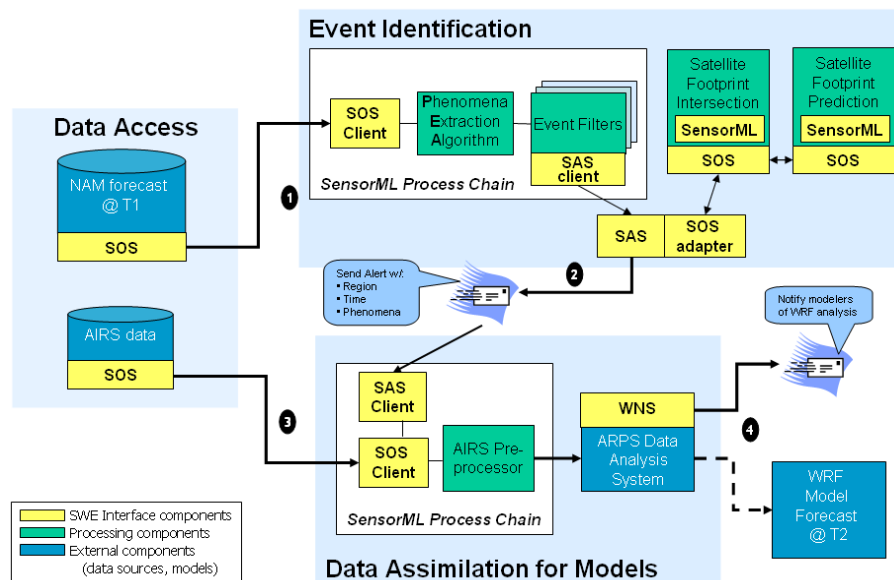 Event Identification
SOS
Client
Phenomena
Extraction
Algorithm
Event Filters
SAS
client
SensorML Process Chain
Satellite
Footprint
Intersection
SensorML
SOS
Satellite
Footprint
Prediction
SensorML
SOS
SAS
SOS
adapter
Data Access
NAM forecast
@ T1
SOS
AIRS data
SOS
1
2
Send Alert w/:
▪ Region
▪ Time
▪ Phenomena
Notify modelers
of WRF analysis
3
SAS
Client
SOS
Client
AIRS Pre-
processor
SensorML Process Chain
WNS
ARPS Data
Analysis
System
4
WRF
Model
Forecast
@ T2
Data Assimilation for Models
SWE Interface components
Processing components
External components
(data sources, models)